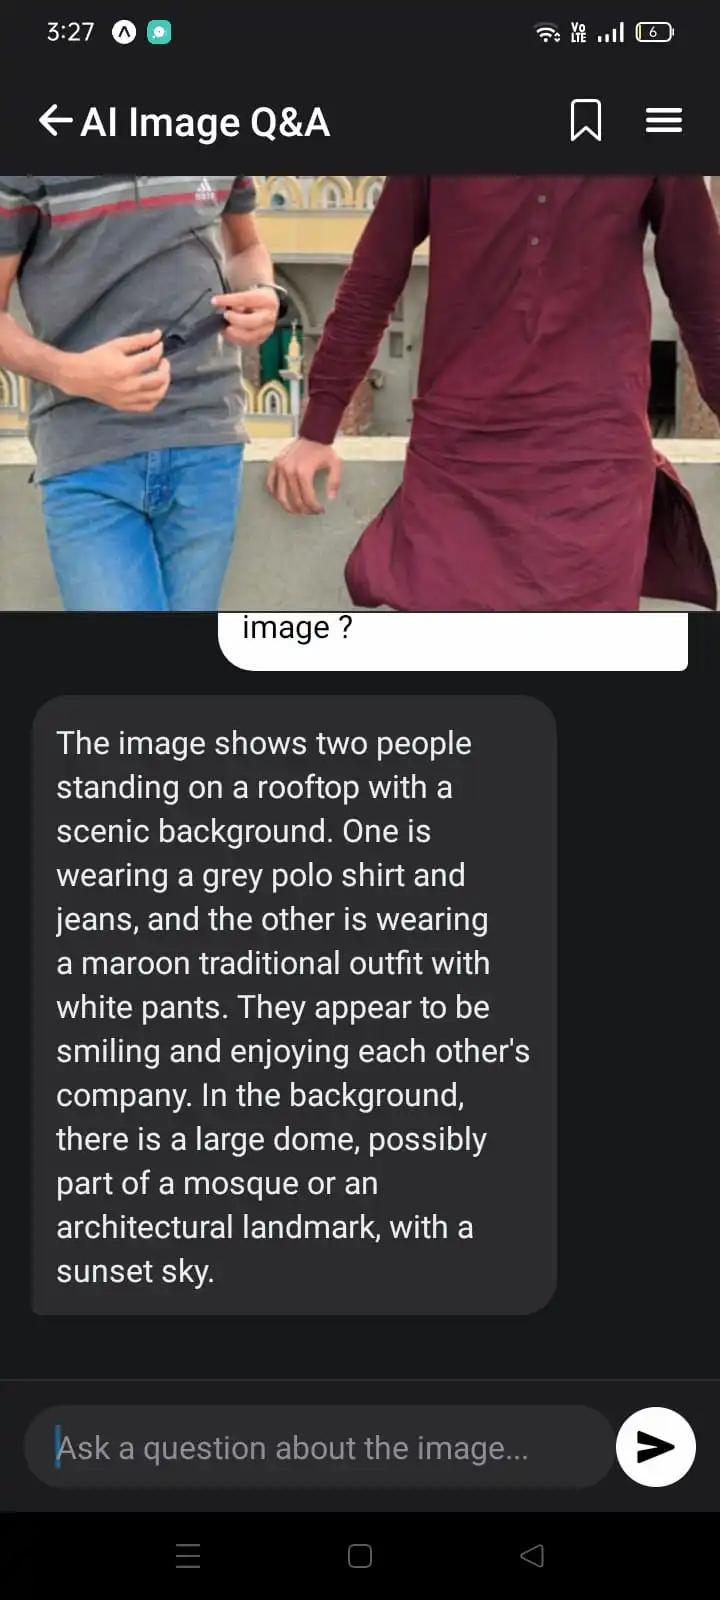 3:27
Vo
LTE
6
AI Image Q&A
image ?
The image shows two people
standing on a rooftop with a
scenic background. One is
wearing a grey polo shirt and
jeans, and the other is wearing
a maroon traditional outfit with
white pants. They appear to be
smiling and enjoying each other's
company. In the background,
there is a large dome, possibly
part of a mosque or an
architectural landmark, with a
sunset sky.
Ask a question about the image...